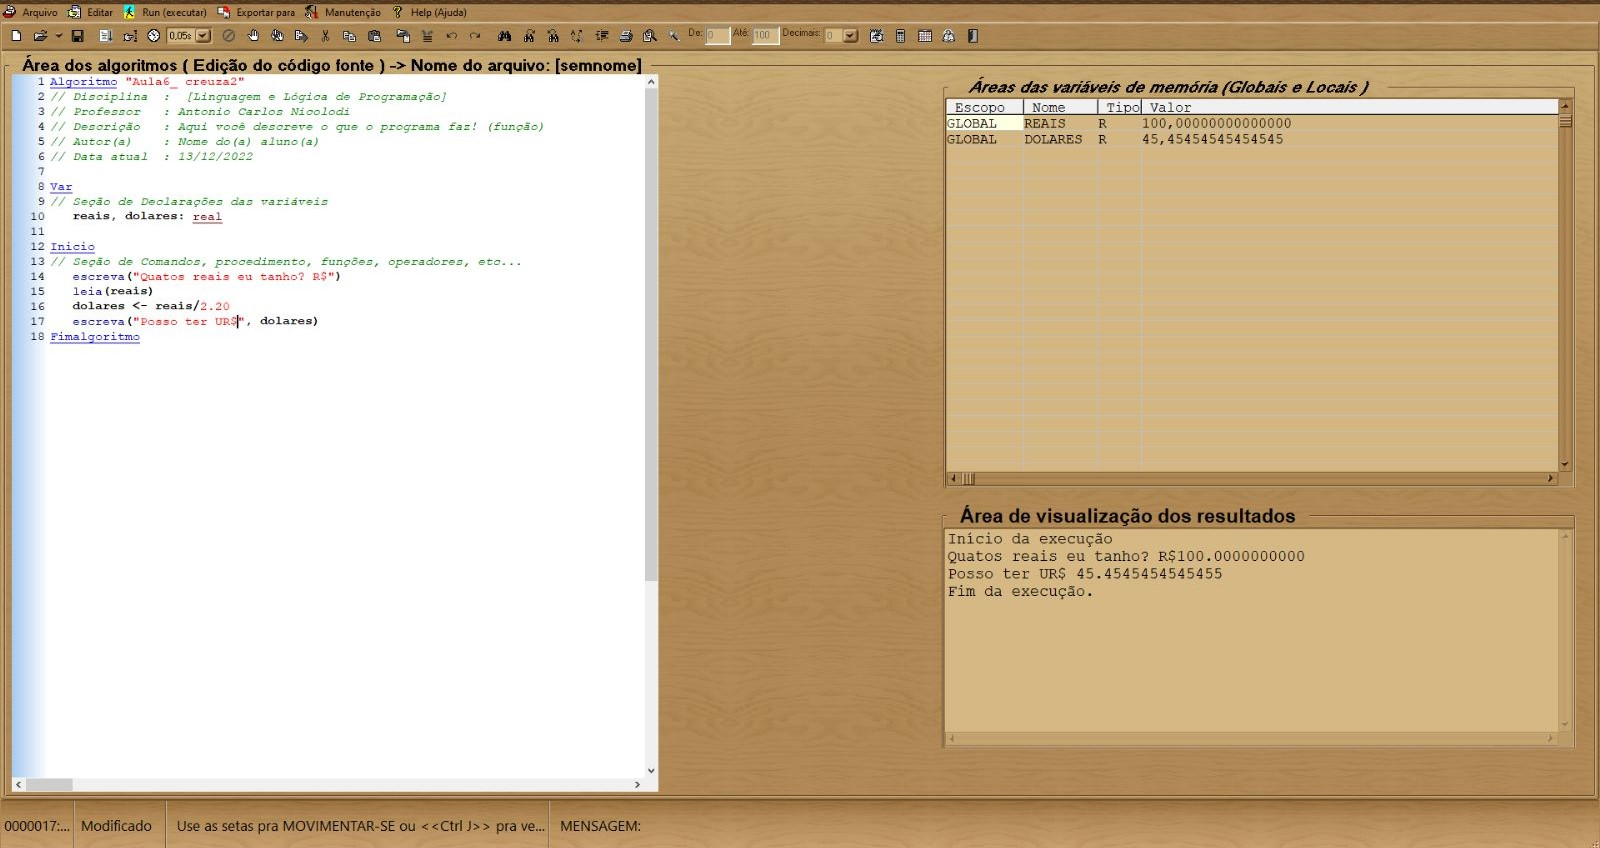 Arquivo Editar Run (executar) Exportar para Manutenção Help (Ajuda)
0,05s De: 0 Até: 100 Decimais: 0
Área dos algoritmos ( Edição do código fonte ) -> Nome do arquivo: [semnome]
1 Algoritmo "Aula6_ creuza2"
2 // Disciplina : [Linguagem e Lógica de Programação]
3 // Professor : Antonio Carlos Nicolodi
4 // Descrição : Aqui você descreve o que o programa faz! (função)
5 // Autor(a) : Nome do(a) aluno(a)
6 // Data atual : 13/12/2022
7
8 Var
9 // Seção de Declarações das variáveis
10 reais, dolares: real
11
12 Inicio
13 // Seção de Comandos, procedimento, funções, operadores, etc...
14 escreva("Quatos reais eu tanho? R$")
15 leia(reais)
16 dolares <- reais/2.20
17 escreva("Posso ter UR$", dolares)
18 Fimalgoritmo
Áreas das variáveis de memória (Globais e Locais )
Escopo Nome Tipo Valor
GLOBAL REAIS R 100,00000000000000
GLOBAL DOLARES R 45,45454545454545
Área de visualização dos resultados
Início da execução
Quatos reais eu tanho? R$100.0000000000
Posso ter UR$ 45.4545454545455
Fim da execução.
0000017:... Modificado Use as setas pra MOVIMENTAR-SE ou <<Ctrl J>> pra ve... MENSAGEM: